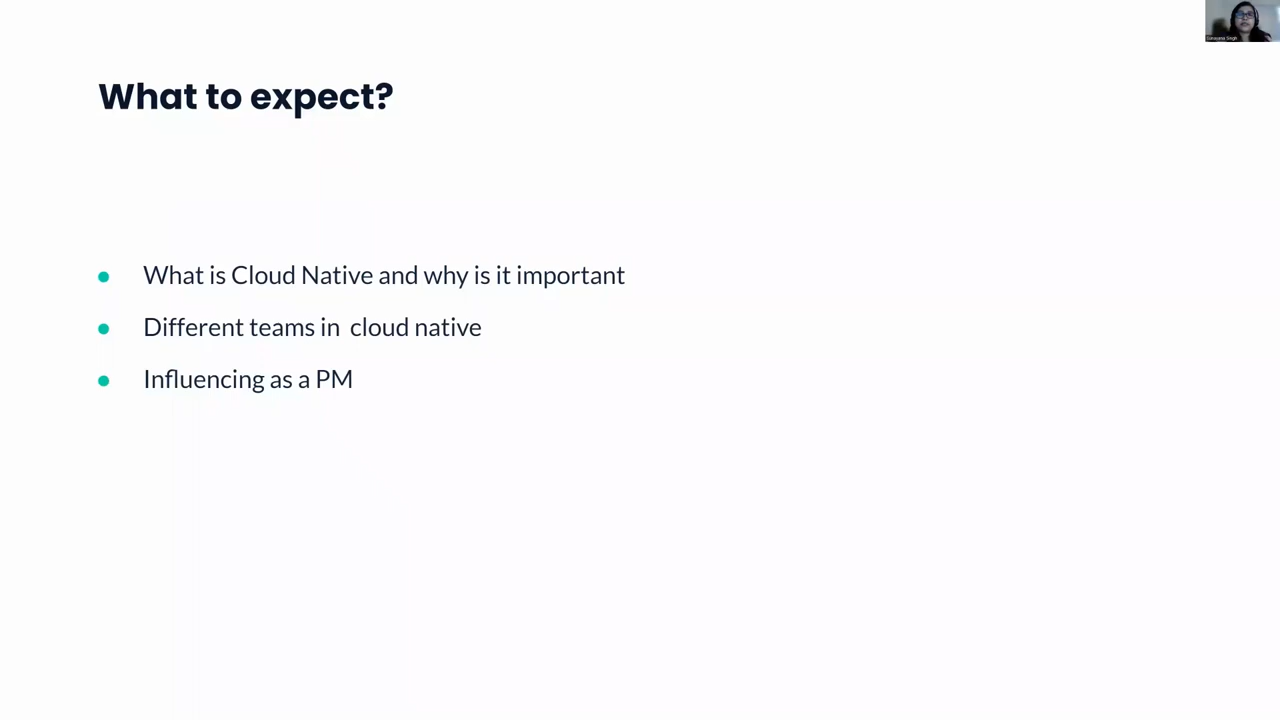 What to expect?
What is Cloud Native and why is it important
Different teams in cloud native
Influencing as a PM